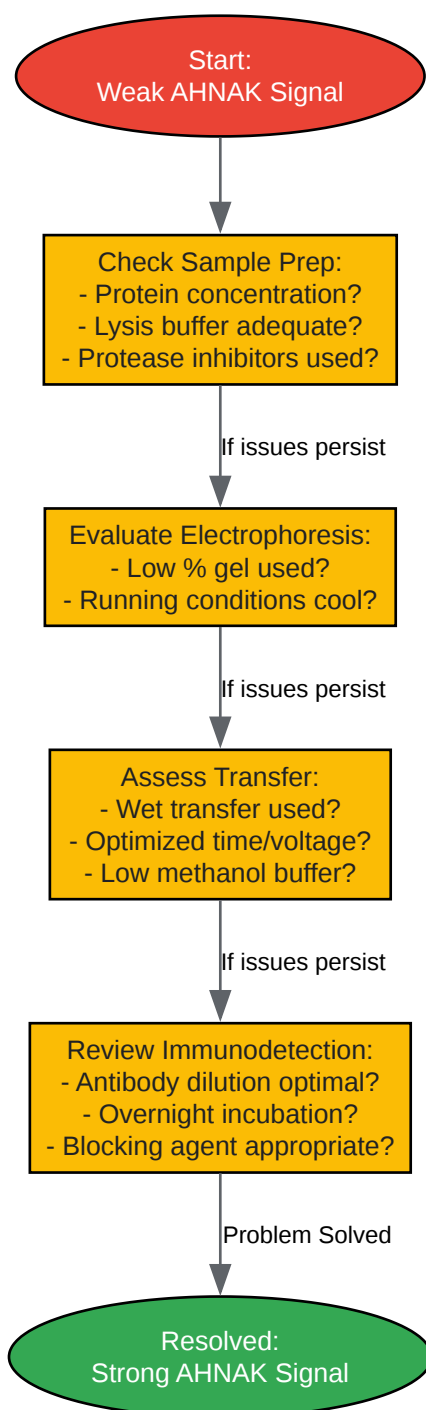 Start:
Weak AHNAK Signal
Check Sample Prep:
- Protein concentration?
- Lysis buffer adequate?
- Protease inhibitors used?
If issues persist
Evaluate Electrophoresis:
- Low % gel used?
- Running conditions cool?
If issues persist
Assess Transfer:
- Wet transfer used?
- Optimized time/voltage?
- Low methanol buffer?
If issues persist
Review Immunodetection:
- Antibody dilution optimal?
- Overnight incubation?
- Blocking agent appropriate?
Problem Solved
Resolved:
Strong AHNAK Signal